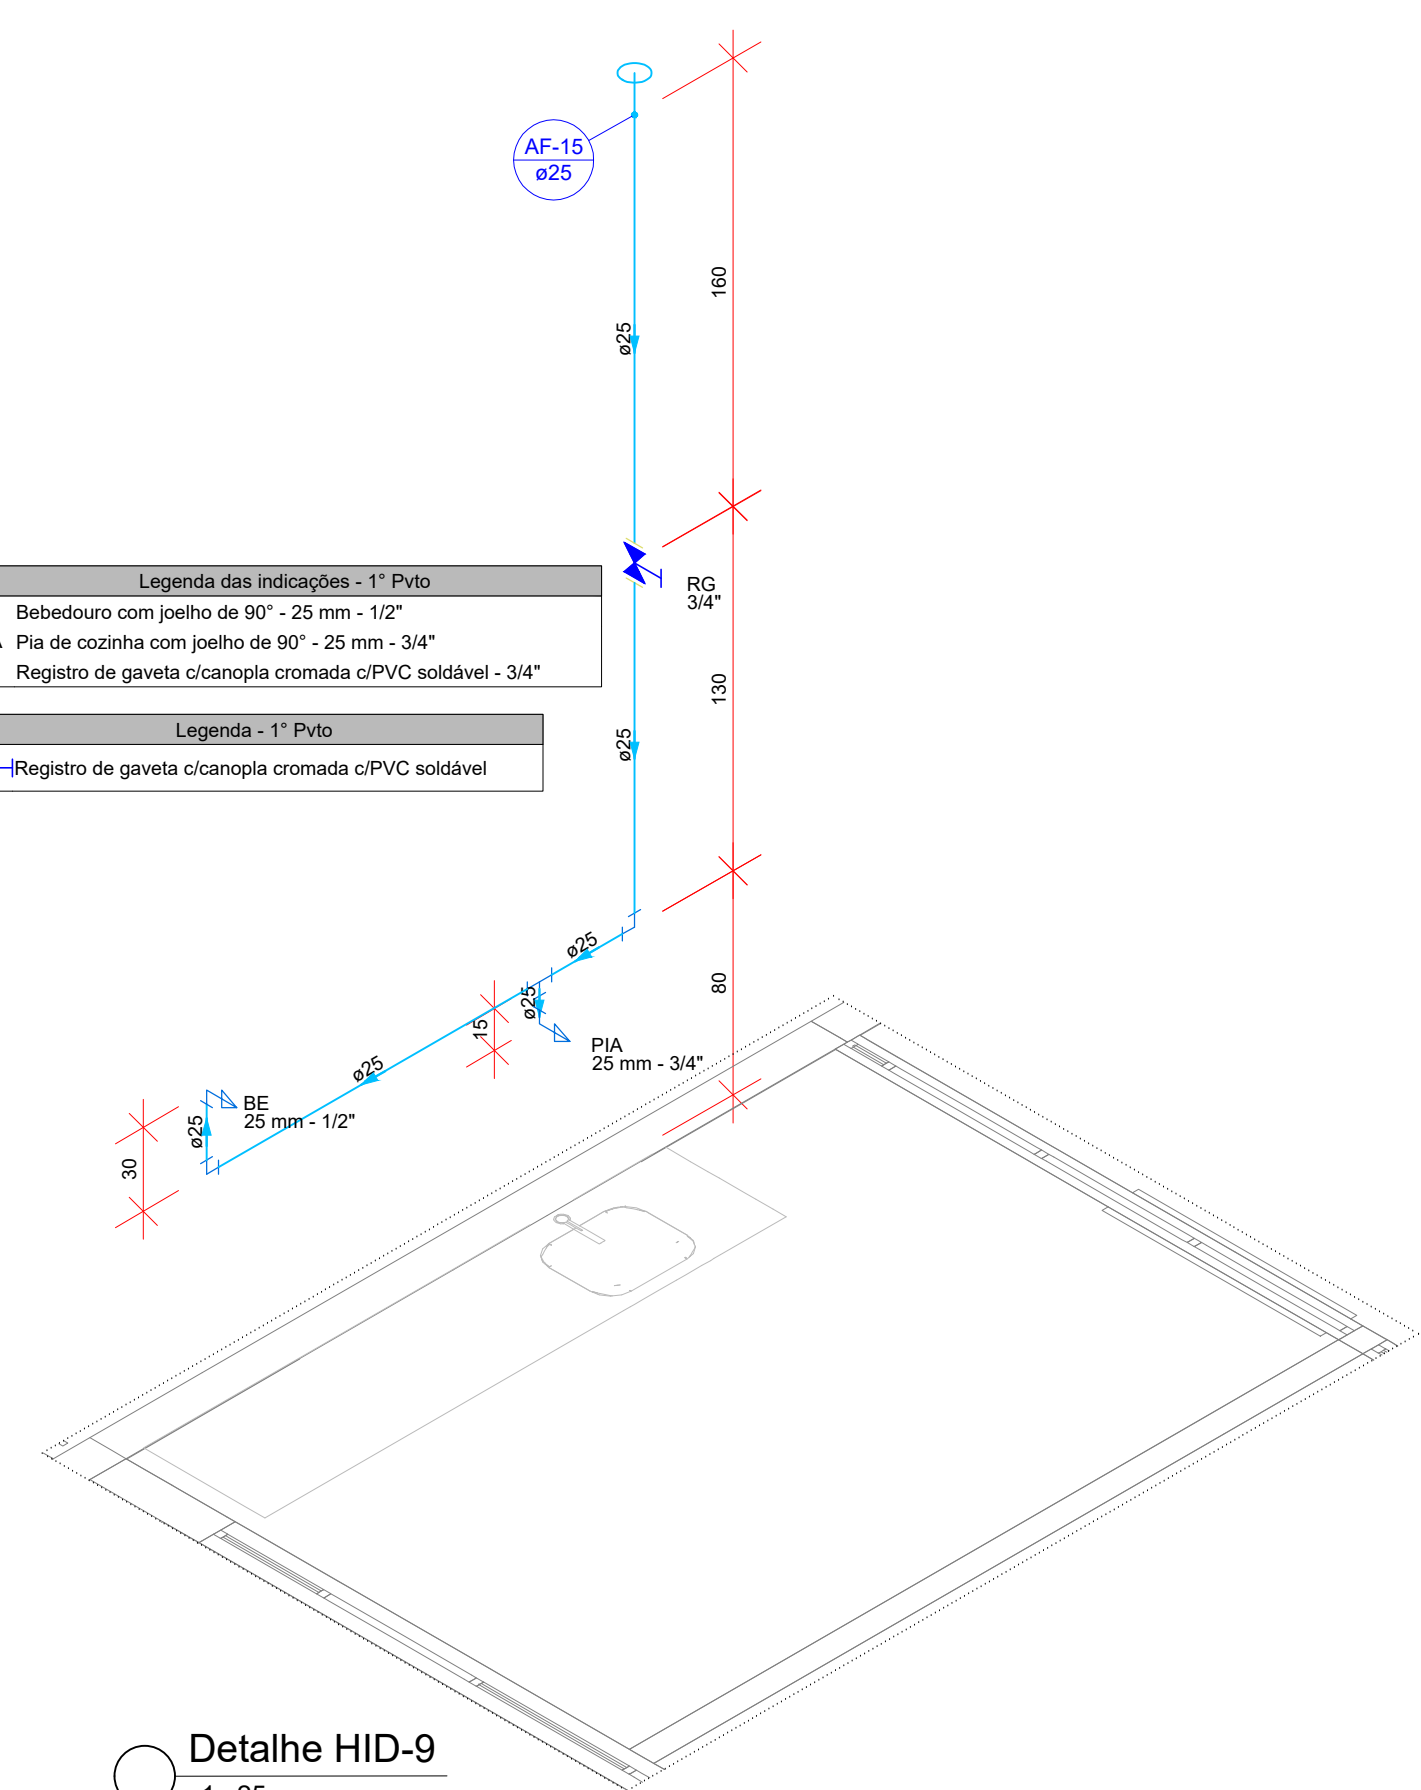 AF-15
ø25
160
ø25
RG
3/4"
Legenda das indicações - 1° Pvto
Bebedouro com joelho de 90° - 25 mm - 1/2"
Pia de cozinha com joelho de 90° - 25 mm - 3/4"
Registro de gaveta c/canopla cromada c/PVC soldável - 3/4"
130
Legenda - 1° Pvto
Registro de gaveta c/canopla cromada c/PVC soldável
ø25
ø25
80
ø25
15
PIA
25 mm - 3/4"
ø25
BE
25 mm - 1/2"
ø25
30
Detalhe HID-9